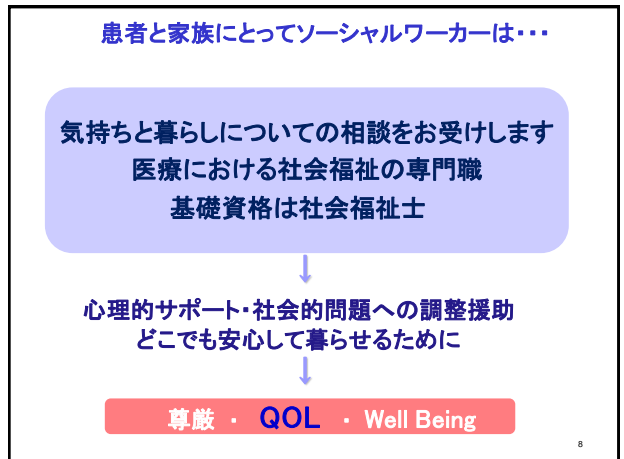 患者と家族にとってソーシャルワーカーは・・・
気持ちと暮らしについての相談をお受けします
医療における社会福祉の専門職
基礎資格は社会福祉士
心理的サポート・社会的問題への調整援助
どこでも安心して暮らせるために
尊厳 ・ QOL ・ Well Being
8